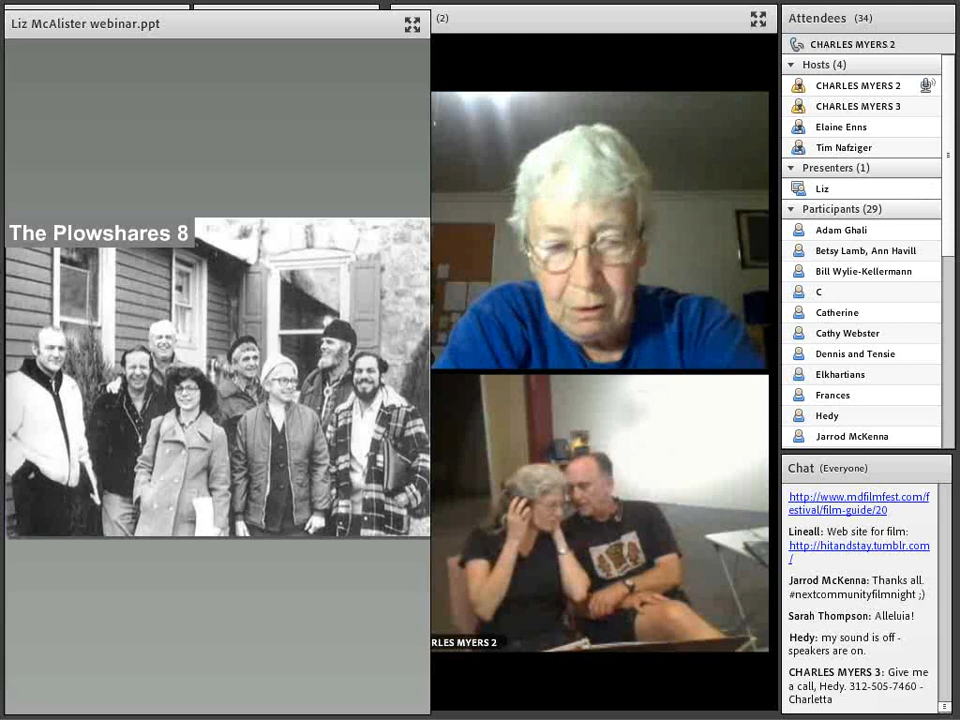 Liz McAlister webinar.ppt
The Plowshares 8
(2)
RLES MYERS 2
Attendees (34)
CHARLES MYERS 2
Hosts (4)
CHARLES MYERS 2
CHARLES MYERS 3
Elaine Enns
Tim Nafziger
Presenters (1)
Liz
Participants (29)
Adam Ghali
Betsy Lamb, Ann Havill
Bill Wylie-Kellermann
C
Catherine
Cathy Webster
Dennis and Tensie
Elkhartians
Frances
Hedy
Jarrod McKenna
Chat (Everyone)
http://www.mdfilmfest.com/f
estival/film-guide/20
Lineall: Web site for film:
http://hitandstay.tumblr.com
/
Jarrod McKenna: Thanks all.
#nextcommunityfilmnight ;)
Sarah Thompson: Alleluia!
Hedy: my sound is off -
speakers are on.
CHARLES MYERS 3: Give me
a call, Hedy. 312-505-7460 -
Charletta